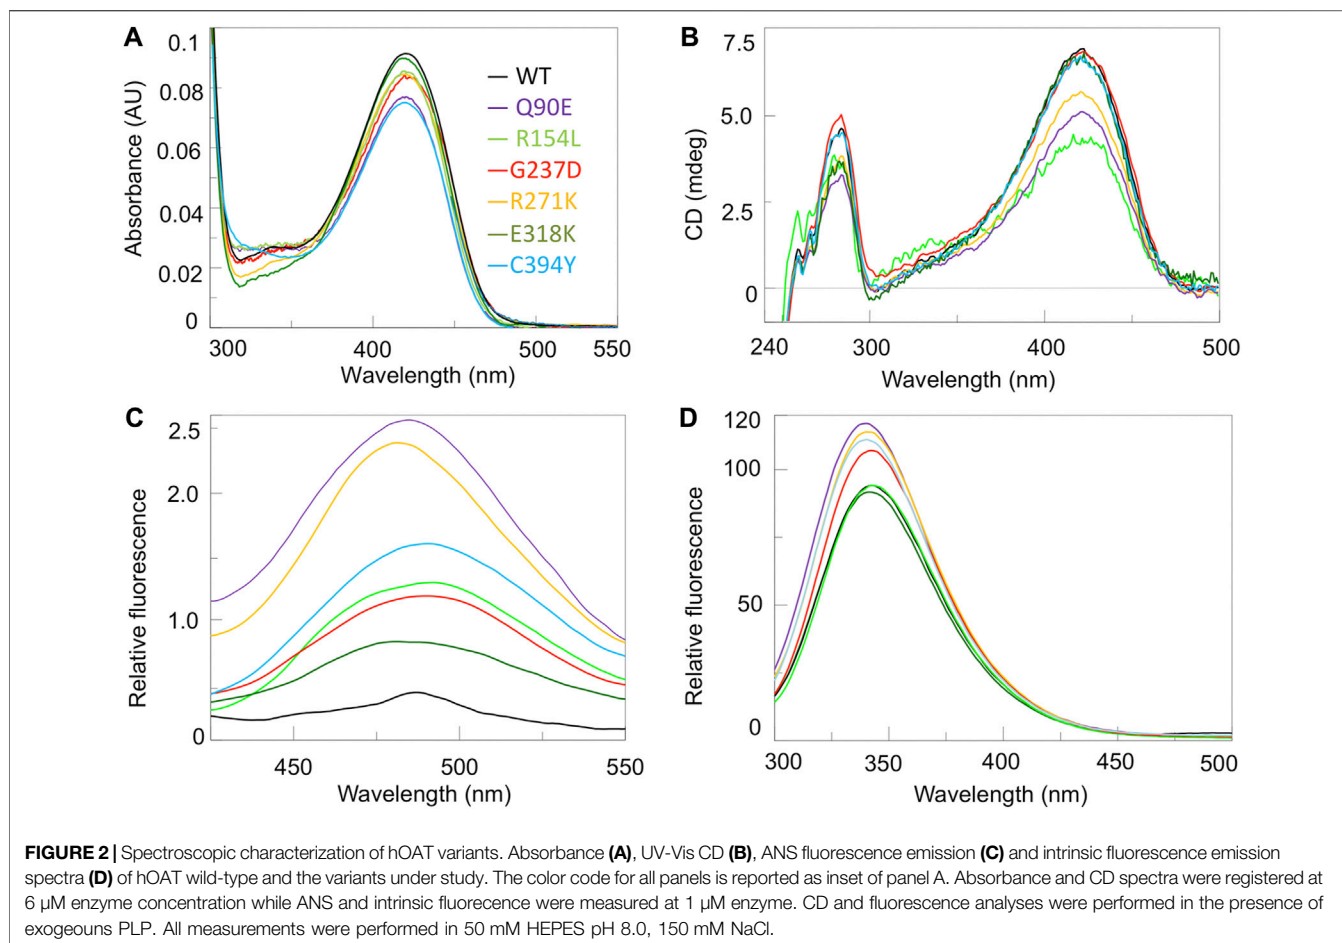 A
0.1
0.08
0.06
0.04
0.02
0
Absorbance (AU)
300
400
500
550
Wavelength (nm)
WT
Q90E
R154L
G237D
R271K
E318K
C394Y
B
7.5
5.0
2.5
0
CD (mdeg)
240
300
400
500
Wavelength (nm)
C
2.5
2.0
1.0
0
Relative fluorescence
450
500
550
Wavelength (nm)
D
120
100
50
0
Relative fluorescence
300
350
400
450
500
Wavelength (nm)
FIGURE 2 | Spectroscopic characterization of hOAT variants. Absorbance (A), UV-Vis CD (B), ANS fluorescence emission (C) and intrinsic fluorescence emission
spectra (D) of hOAT wild-type and the variants under study. The color code for all panels is reported as inset of panel A. Absorbance and CD spectra were registered at
6 µM enzyme concentration while ANS and intrinsic fluorecence were measured at 1 µM enzyme. CD and fluorescence analyses were performed in the presence of
exogeouns PLP. All measurements were performed in 50 mM HEPES pH 8.0, 150 mM NaCl.